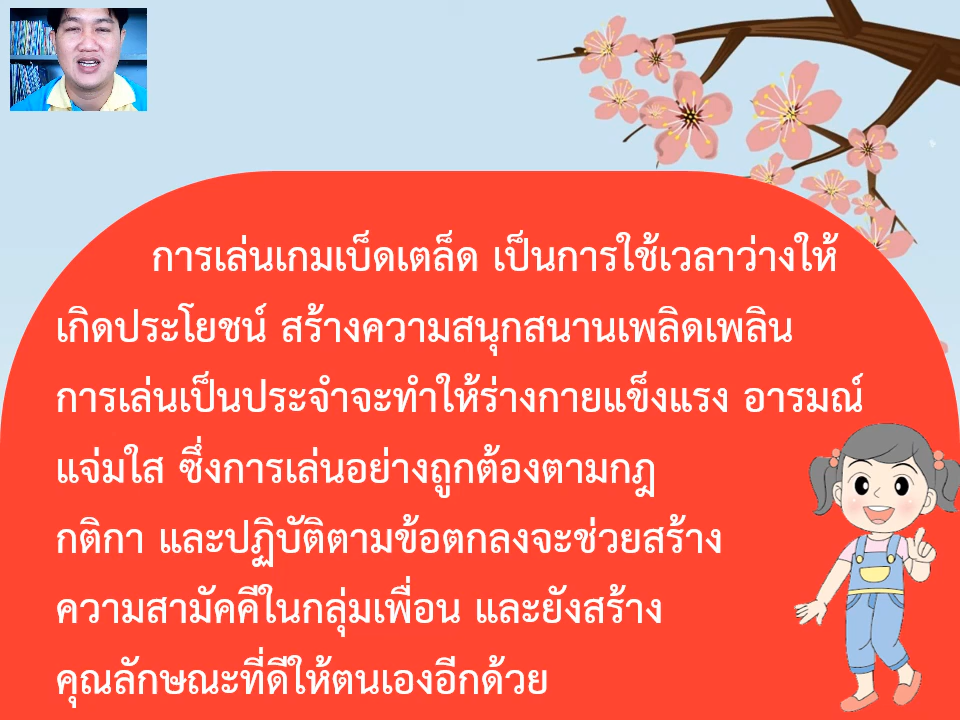 การเล่นเกมเบ็ดเตล็ด เป็นการใช้เวลาว่างให้
เกิดประโยชน์ สร้างความสนุกสนานเพลิดเพลิน
การเล่นเป็นประจำจะทำให้ร่างกายแข็งแรง อารมณ์
แจ่มใส ซึ่งการเล่นอย่างถูกต้องตามกฎ
กติกา และปฏิบัติตามข้อตกลงจะช่วยสร้าง
ความสามัคคีในกลุ่มเพื่อน และยังสร้าง
คุณลักษณะที่ดีให้ตนเองอีกด้วย